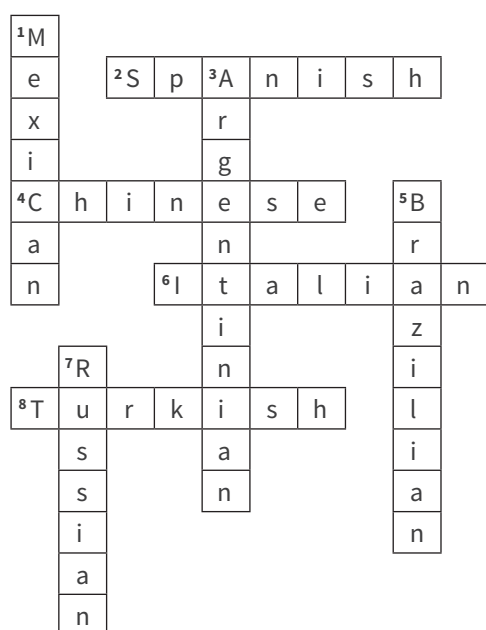 ¹M
e ²S p ³A n i s h
x r
i g
⁴C h i n e s e ⁵B
a n r
n ⁶I t a l i a n
i z
⁷R n i
⁸T u r k i s h l
s a i
s n a
i n
a
n